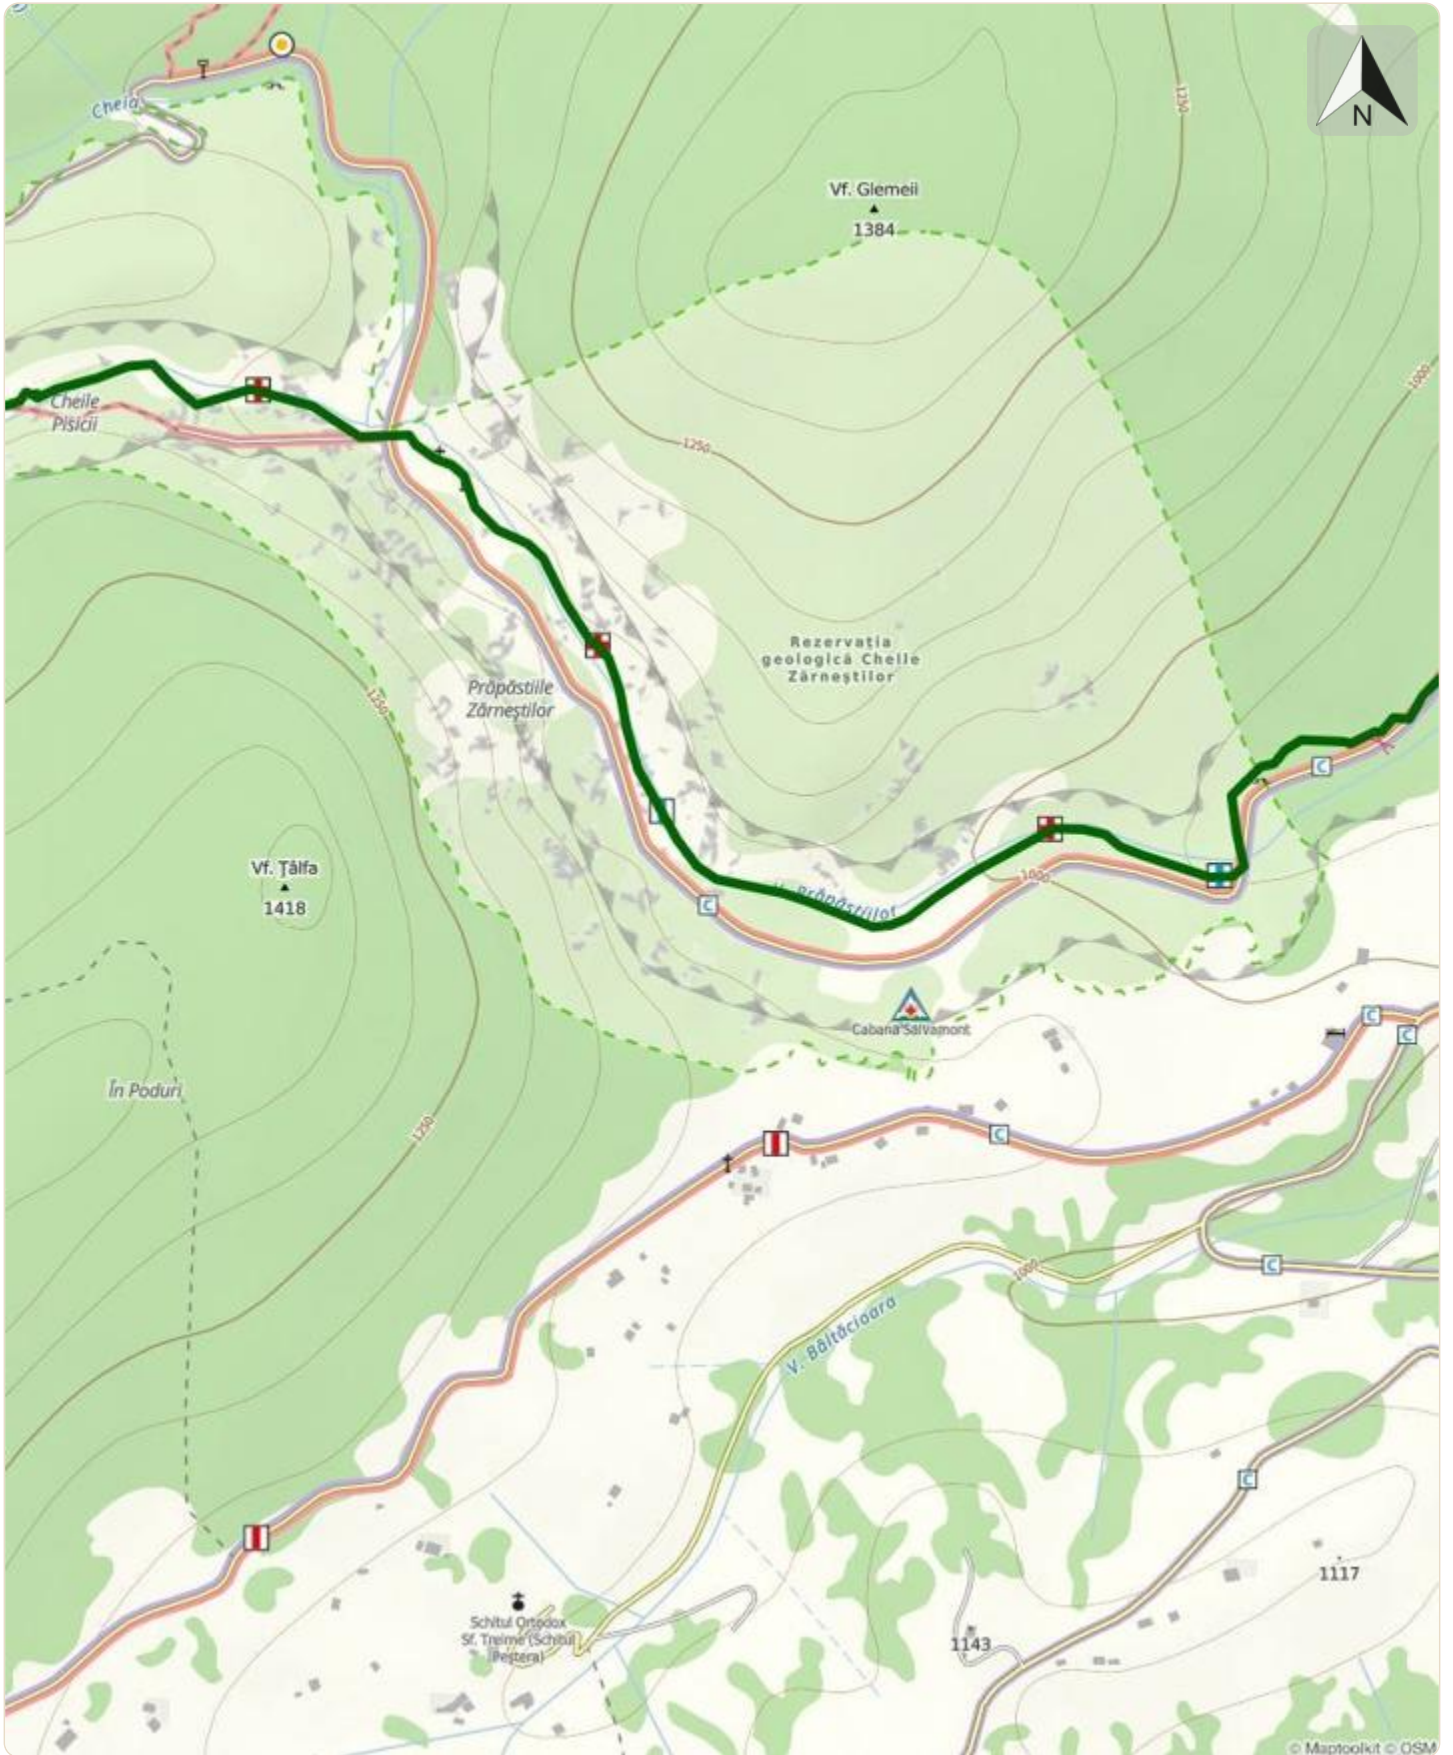 N
Cheia
1250
Vf. Glemeii
1384
1000
Cheile
Pisicii
1250
Rezervația
geologică Cheile
Zărneștilor
Prăpăstiile
Zărneștilor
1250
C
Vf. Țâlfa
1418
1000
C
Prăpăstiilor
Cabana Salvamont
C
C
În Poduri
1250
C
1000
C
V. Bâltăcioara
C
1117
Schitul Ortodox
Sf. Treime (Schitul
Peștera)
1143
© Maptoolkit © OSM